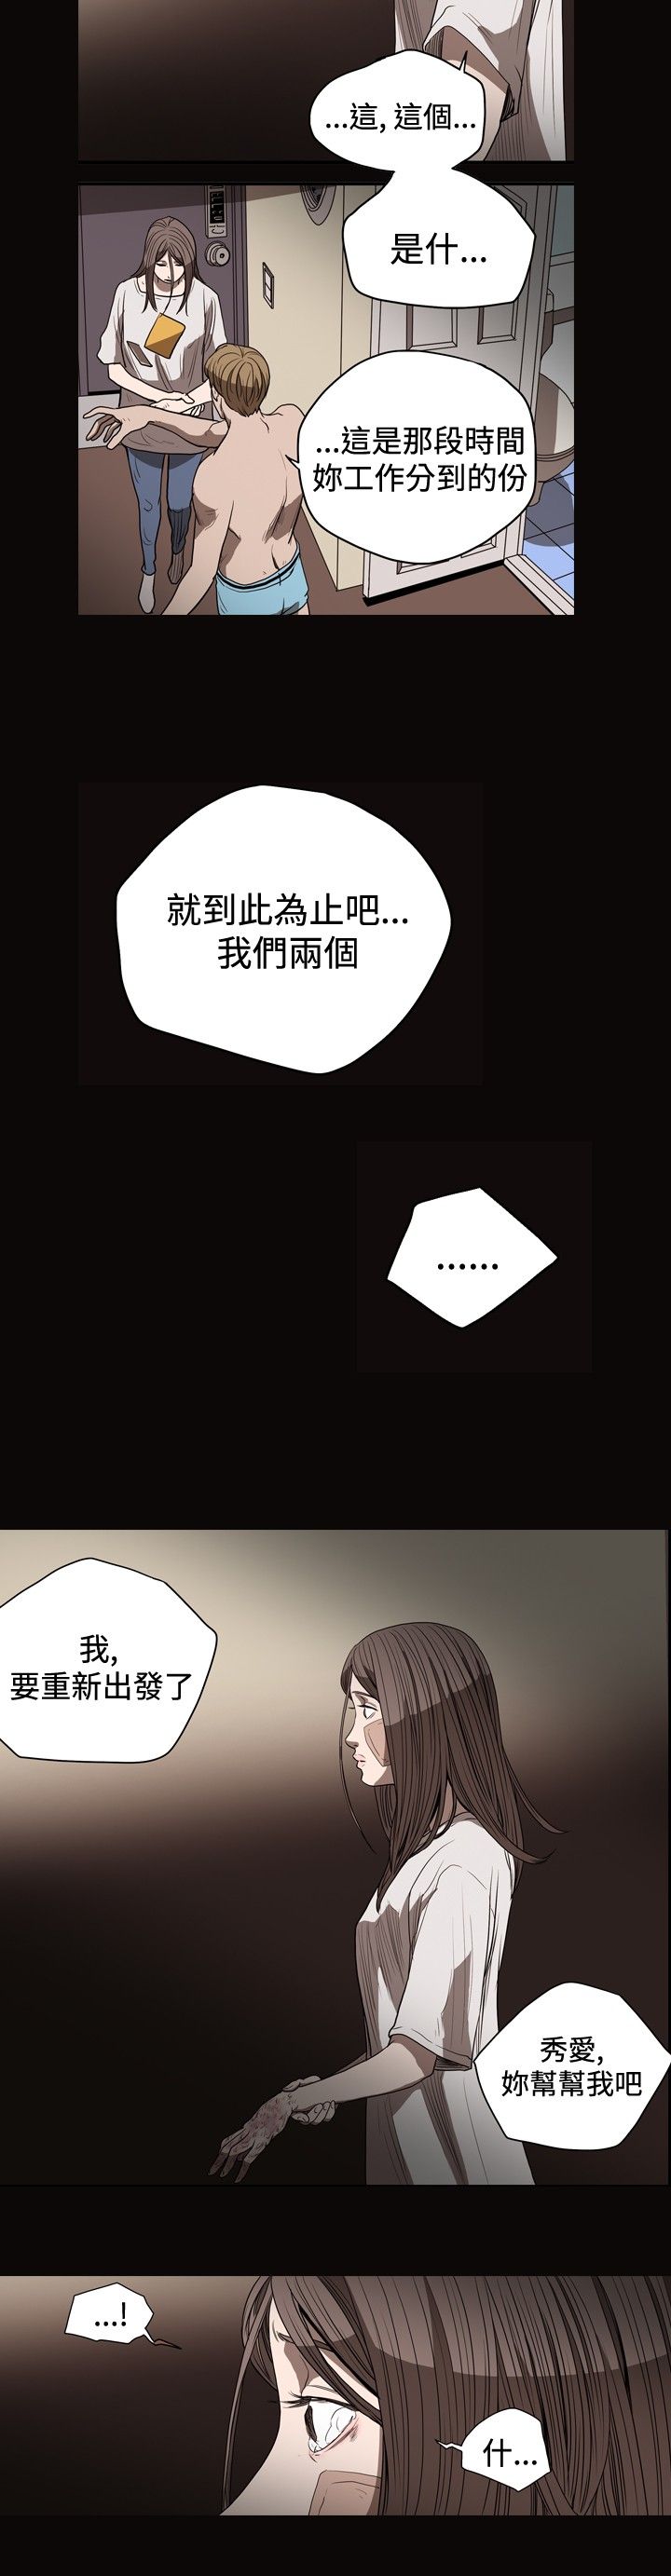 ...這, 這個...
是什...
...這是那段時間
妳工作分到的份
就到此為止吧...
我們兩個
......
我,
要重新出發了
秀愛,
妳幫幫我吧
...!
什...